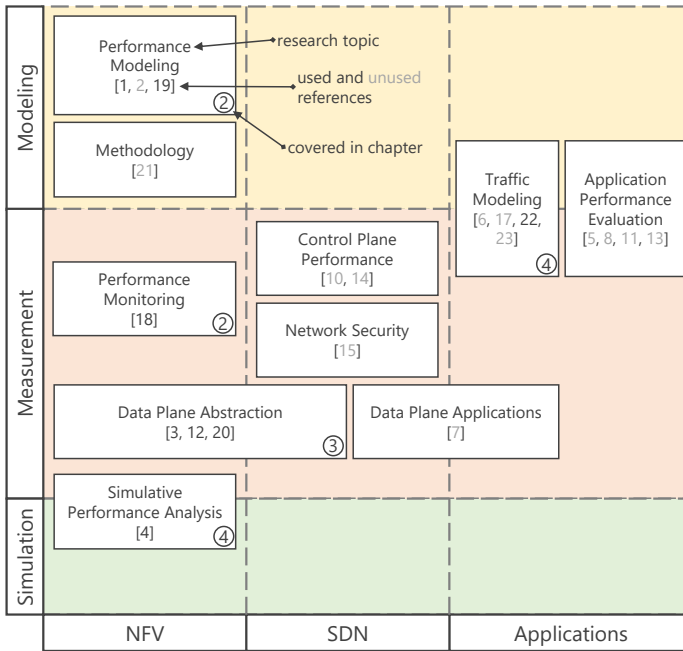 Performance
Modeling
[1, 2, 19]
2
research topic
used and unused
references
covered in chapter
Modeling
Methodology
[21]
Traffic
Modeling
[6, 17, 22,
23]
4
Application
Performance
Evaluation
[5, 8, 11, 13]
Measurement
Control Plane
Performance
[10, 14]
Performance
Monitoring
[18]
2
Network Security
[15]
Data Plane Abstraction
[3, 12, 20]
3
Data Plane Applications
[7]
Simulative
Performance Analysis
[4]
4
Simulation
NFV
SDN
Applications